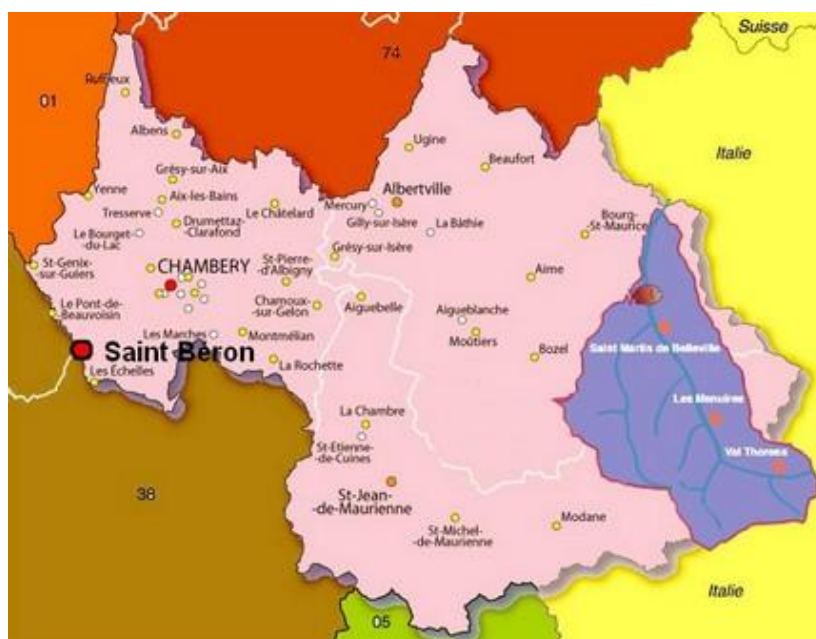 Suisse
74
01
Ruffieux
Albens
Ugine
Beaufort
Italie
Grésy-sur-Aix
Yenne
Aix-les-Bains
Albertville
Tresserve
Le Châtelard
Mercury
Drumettaz-
Clarafond
Gilly-sur-Isère
La Bâthie
Bourg-
St-Maurice
Le Bourget-
-du-Lac
St-Genix-
sur-Guiers
CHAMBERY
St-Pierre-
d'Albigny
Grésy-sur-Isère
Aime
Le Pont-de-
Beauvoisin
Chamoux-
-sur-Gelon
Aiguebelle
Aigueblanche
Les Marches
Montmélian
Moûtiers
Bozel
Saint Martin de Belleville
Saint Béron
Les Échelles
La Rochette
Les Menuires
La Chambre
St-Etienne-
de-Cuines
Val Thorens
38
St-Jean-
-de-Maurienne
St-Michel-
-de-Maurienne
Modane
Italie
05